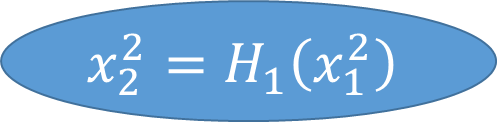 $x_2^2 = H_1(x_1^2)$